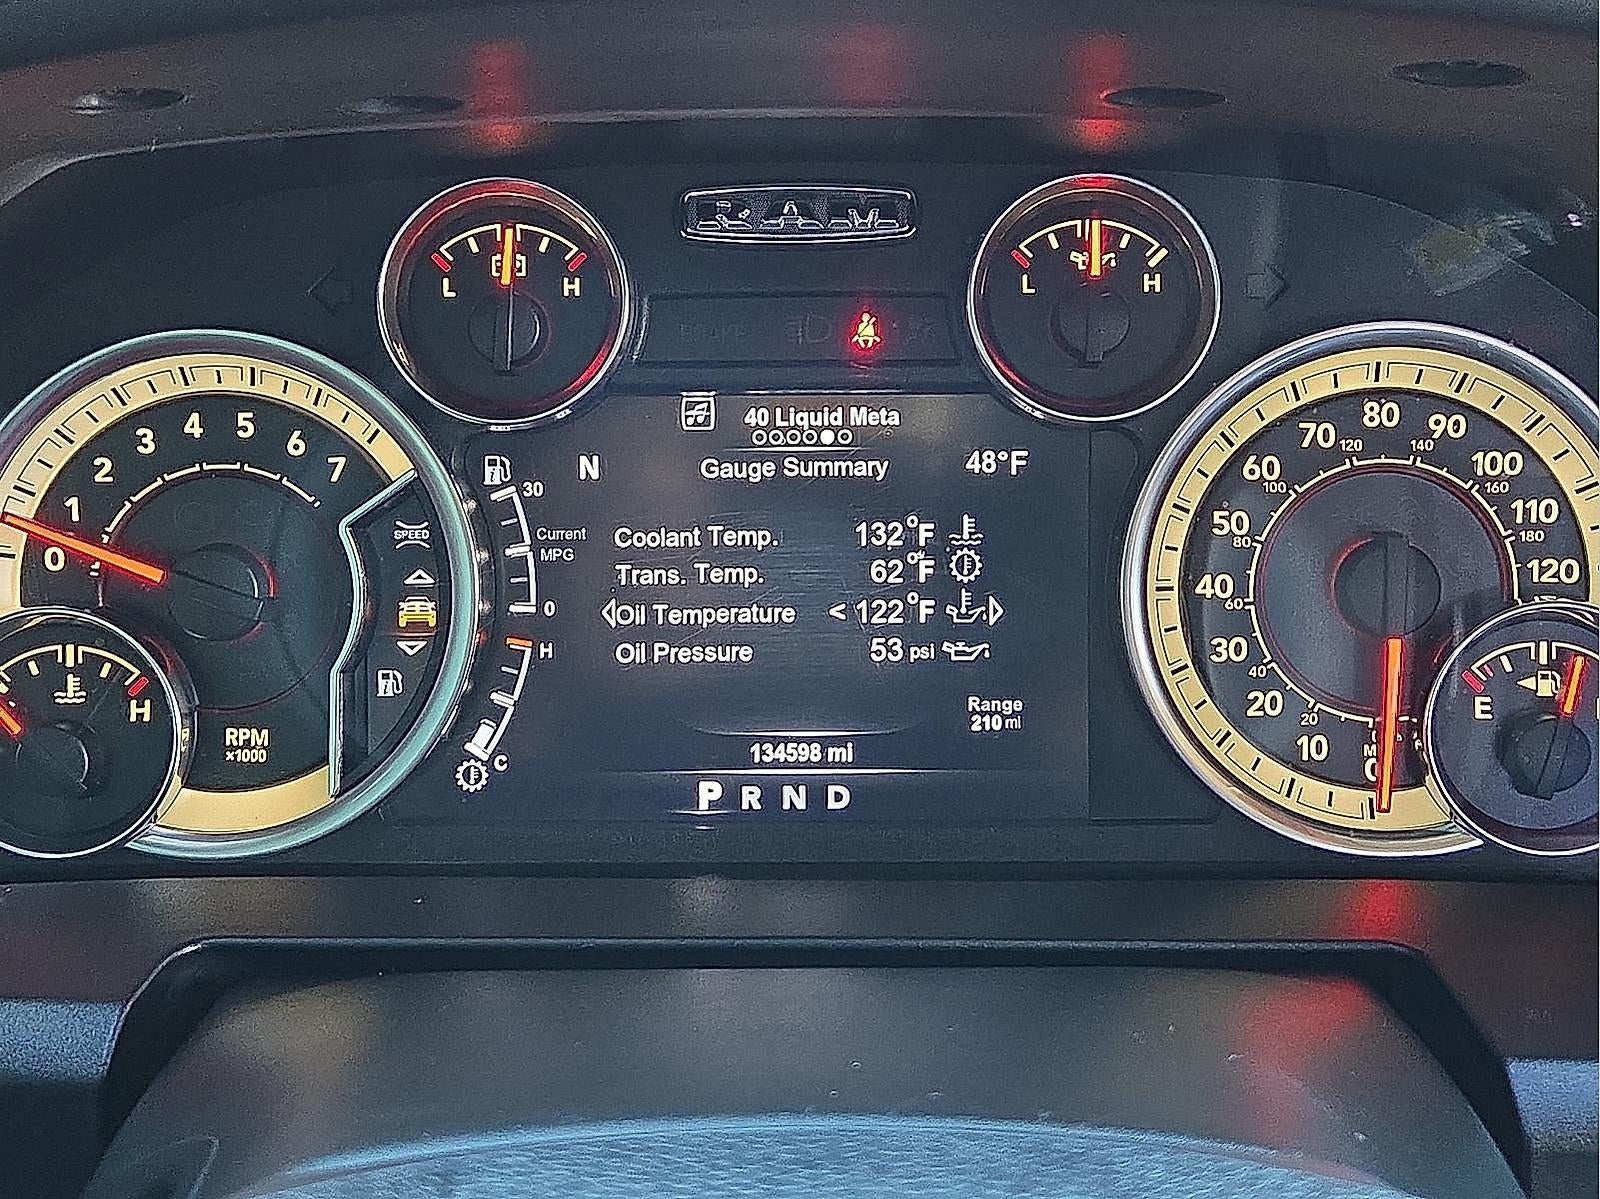 RAM
L H
L H
BRAKE
40 Liquid Meta
N Gauge Summary 48°F
30
Current
MPG
0
Coolant Temp. 132°F
Trans. Temp. 62°F
Oil Temperature < 122°F
Oil Pressure 53 psi
H
C
Range
210 mi
134598 mi
P R N D
0 1 2 3 4 5 6 7
RPM
x1000
SPEED
H
10 20 30 40 50 60 70 80 90 100 110 120
20 40 60 80 100 120 140 160 180
E